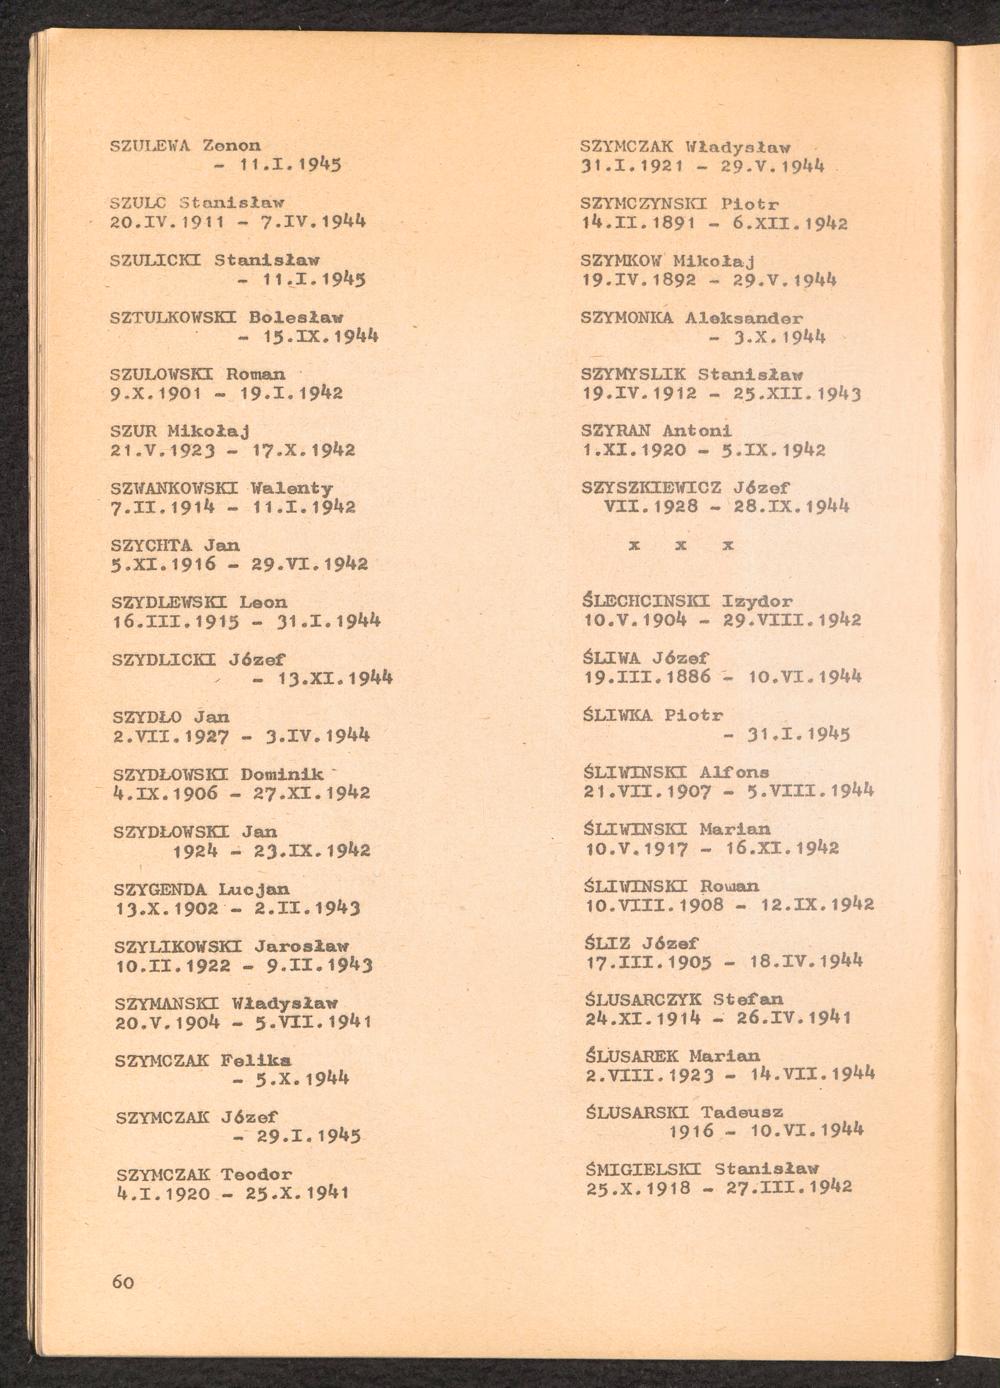 SZULEWA Zenon
- 11.I.1945
SZULC Stanisław
20.IV.1911 - 7.IV.1944
SZULICKI Stanisław
- 11.I.1945
SZTULKOWSKI Bolesław
- 15.IX.1944
SZULOWSKI Roman
9.X.1901 - 19.I.1942
SZUR Mikołaj
21.V.1923 - 17.X.1942
SZWANKOWSKI Walenty
7.II.1914 - 11.I.1942
SZYCHTA Jan
5.XI.1916 - 29.VI.1942
SZYDLEWSKI Leon
16.III.1915 - 31.I.1944
SZYDLICKI Józef
- 13.XI.1944
SZYDŁO Jan
2.VII.1927 - 3.IV.1944
SZYDŁOWSKI Dominik
4.IX.1906 - 27.XI.1942
SZYDŁOWSKI Jan
1924 - 23.IX.1942
SZYGENDA Lucjan
13.X.1902 - 2.II.1943
SZYLIKOWSKI Jarosław
10.II.1922 - 9.II.1943
SZYMANSKI Władysław
20.V.1904 - 5.VII.1941
SZYMCZAK Feliks
- 5.X.1944
SZYMCZAK Józef
- 29.I.1945
SZYMCZAK Teodor
4.I.1920 - 25.X.1941
SZYMCZAK Władysław
31.I.1921 - 29.V.1944
SZYMCZYNSKI Piotr
14.II.1891 - 6.XII.1942
SZYMKOW Mikołaj
19.IV.1892 - 29.V.1944
SZYMONKA Aleksander
- 3.X.1944
SZYMYSLIK Stanisław
19.IV.1912 - 25.XII.1943
SZYRAN Antoni
1.XI.1920 - 5.IX.1942
SZYSZKIEWICZ Józef
VII.1928 - 28.IX.1944
x x x
ŚLECHCINSKI Izydor
10.V.1904 - 29.VIII.1942
ŚLIWA Józef
19.III.1886 - 10.VI.1944
ŚLIWKA Piotr
- 31.I.1945
ŚLIWINSKI Alfons
21.VII.1907 - 5.VIII.1944
ŚLIWINSKI Marian
10.V.1917 - 16.XI.1942
ŚLIWINSKI Roman
10.VIII.1908 - 12.IX.1942
ŚLIZ Józef
17.III.1905 - 18.IV.1944
ŚLUSARCZYK Stefan
24.XI.1914 - 26.IV.1941
ŚLUSAREK Marian
2.VIII.1923 - 14.VII.1944
ŚLUSARSKI Tadeusz
1916 - 10.VI.1944
ŚMIGIELSKI Stanisław
25.X.1918 - 27.III.1942
60